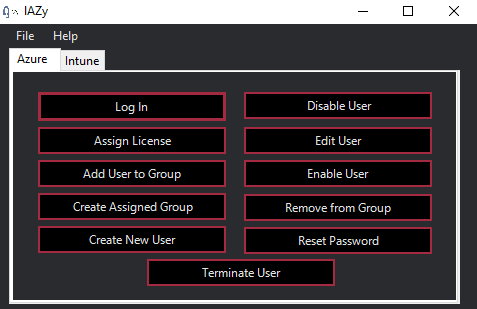 IAZy
File Help
Azure Intune
Log In
Disable User
Assign License
Edit User
Add User to Group
Enable User
Create Assigned Group
Remove from Group
Create New User
Reset Password
Terminate User